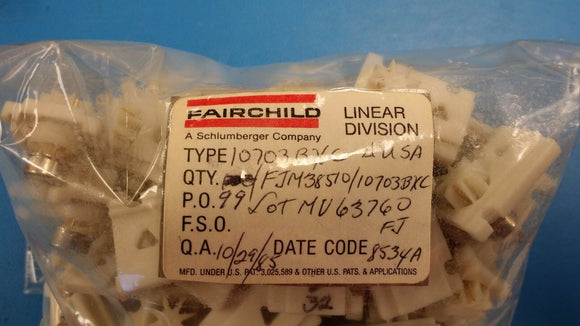 FAIRCHILD
A Schlumberger Company
LINEAR
DIVISION
TYPE 10703BXC USA
QTY. /FJM38510/10703BXC
P.O. 99 LOT MV63760
F.S.O. FJ
Q.A. 10/29/85 DATE CODE 8534A
MFD. UNDER U.S. PAT. 3,025,589 & OTHER U.S. PATS. & APPLICATIONS
32